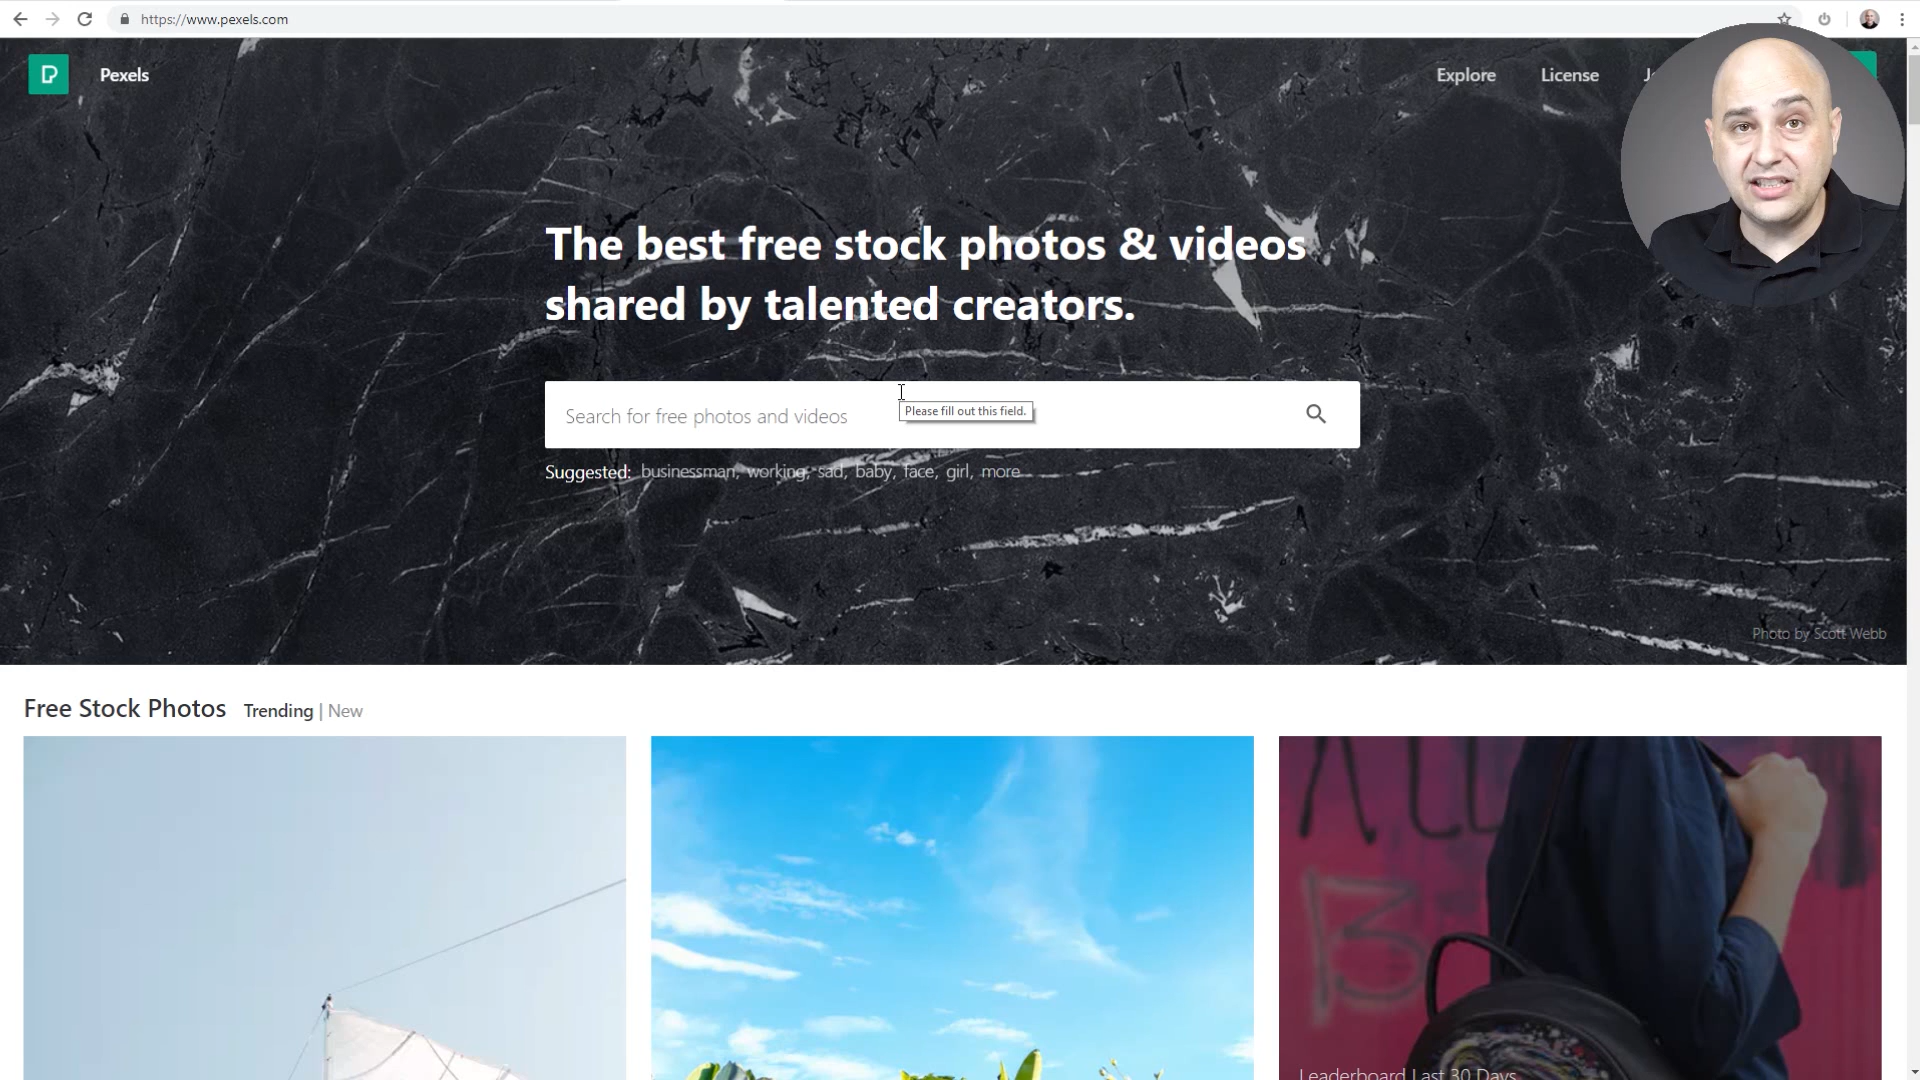 https://www.pexels.com
Pexels
Explore
License
The best free stock photos & videos
shared by talented creators.
Search for free photos and videos
Please fill out this field.
Suggested: businessman, working, sad, baby, face, girl, more
Photo by Scott Webb
Free Stock Photos Trending | New
ALL
B
Leaderboard Last 30 Days